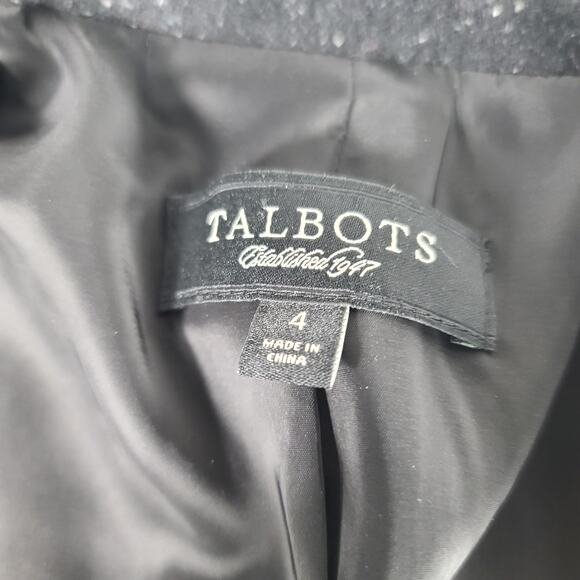 TALBOTS
Established 1947
4
MADE IN
CHINA